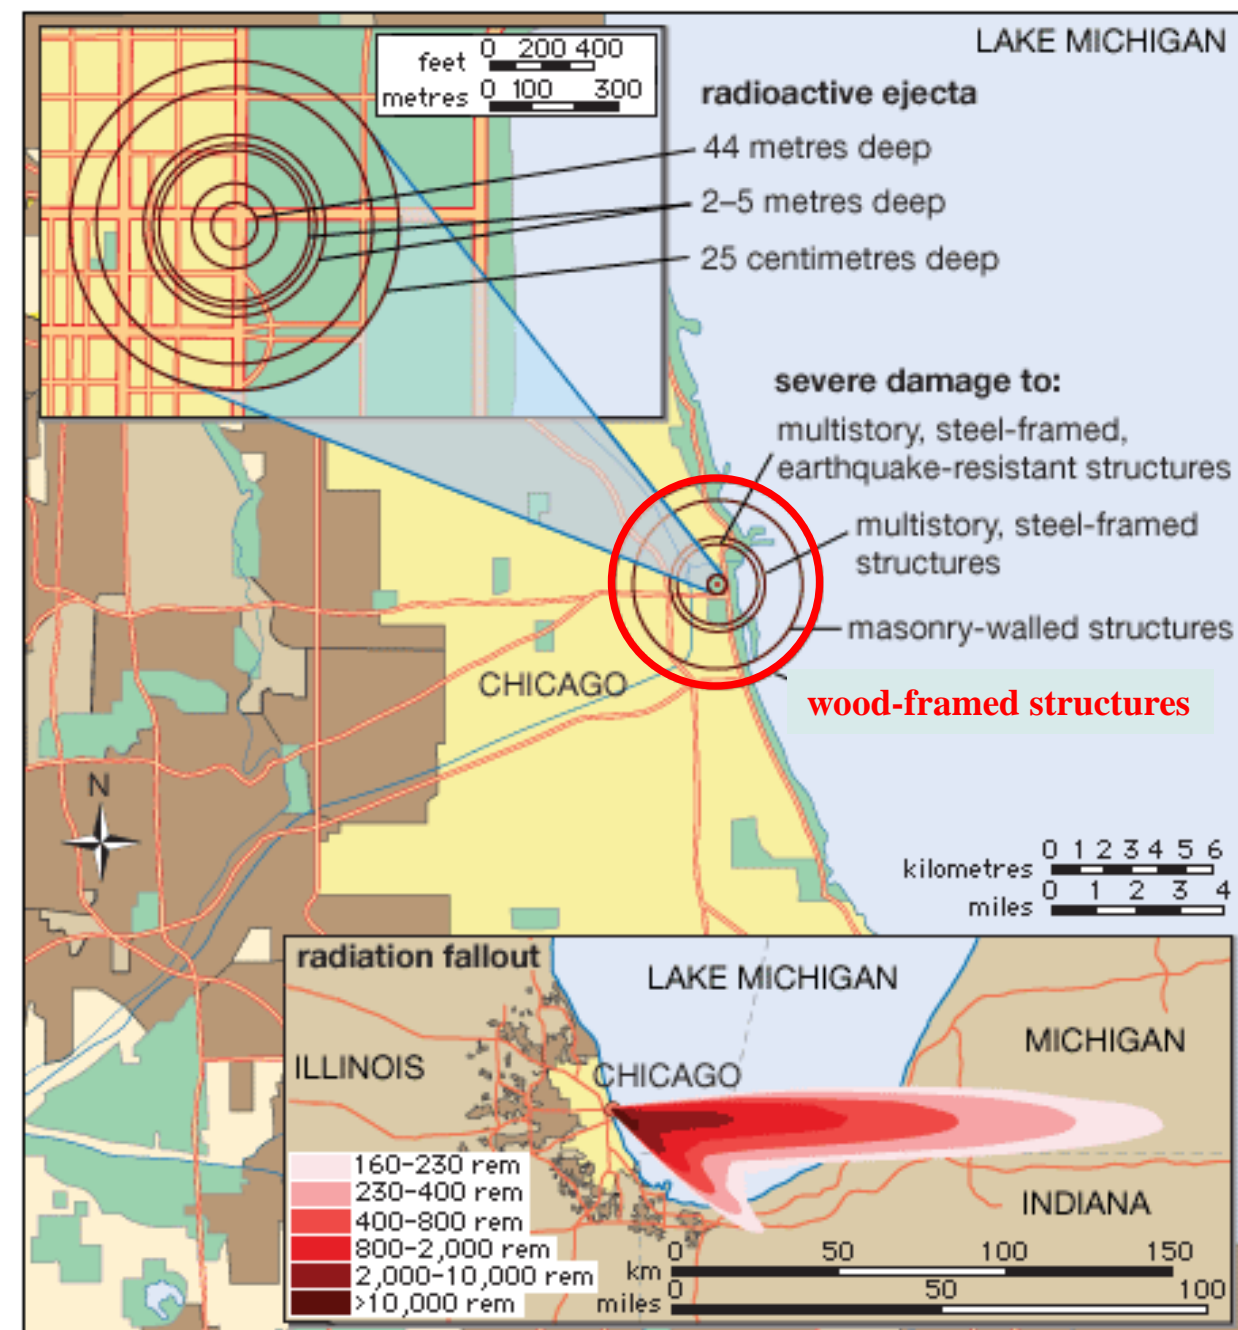 LAKE MICHIGAN
feet 0 200 400
metres 0 100 300
radioactive ejecta
44 metres deep
2–5 metres deep
25 centimetres deep
severe damage to:
multistory, steel-framed,
earthquake-resistant structures
multistory, steel-framed
structures
masonry-walled structures
wood-framed structures
CHICAGO
N
kilometres 0 1 2 3 4 5 6
miles 0 1 2 3 4
radiation fallout
LAKE MICHIGAN
MICHIGAN
ILLINOIS
CHICAGO
INDIANA
160–230 rem
230–400 rem
400–800 rem
800–2,000 rem
2,000–10,000 rem
>10,000 rem
km 0 50 100 150
miles 0 50 100